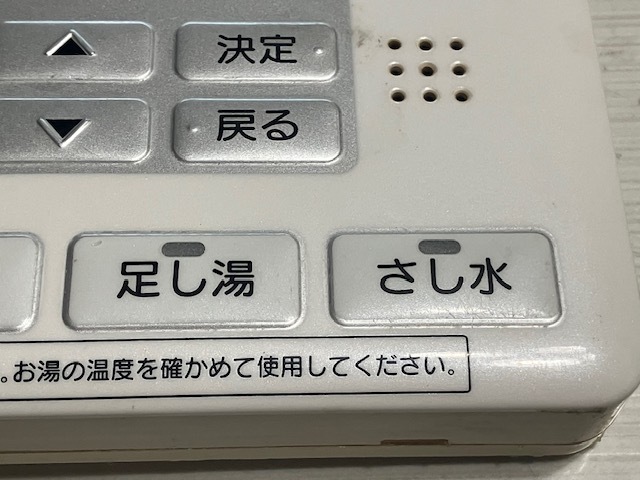 ▲ 決定
▼ 戻る
足し湯 さし水
。お湯の温度を確かめて使用してください。